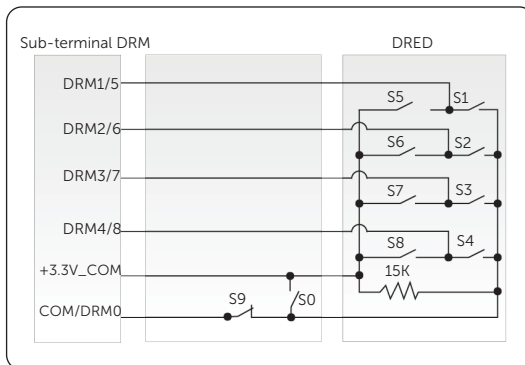 Sub-terminal DRM
DRED
DRM1/5
S5
S1
DRM2/6
S6
S2
DRM3/7
S7
S3
DRM4/8
S8
S4
+3.3V_COM
15K
S9
S0
COM/DRM0